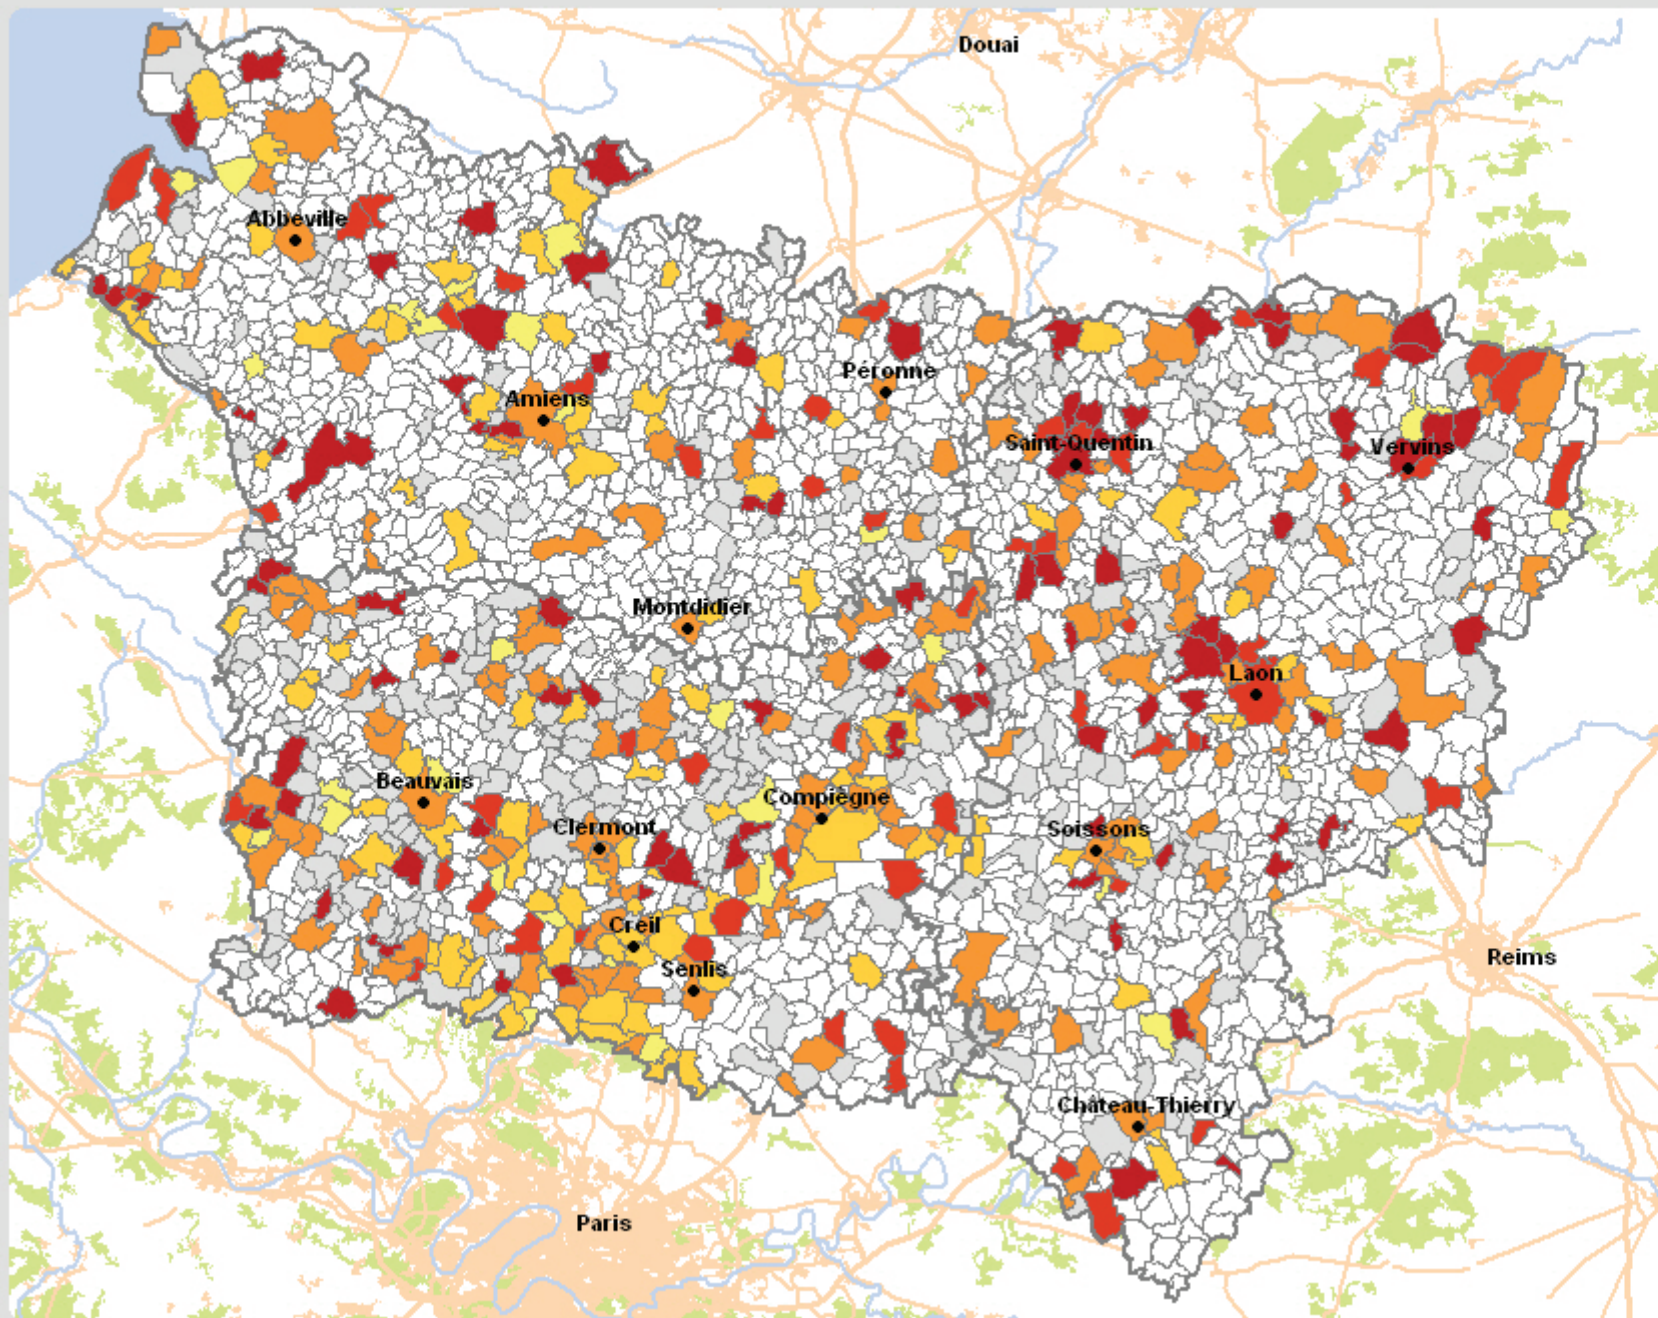 Douai
Abbeville
Péronne
Amiens
Saint-Quentin
Vervins
Montdidier
Laon
Beauvais
Compiègne
Clermont
Soissons
Creil
Senlis
Reims
Château-Thierry
Paris